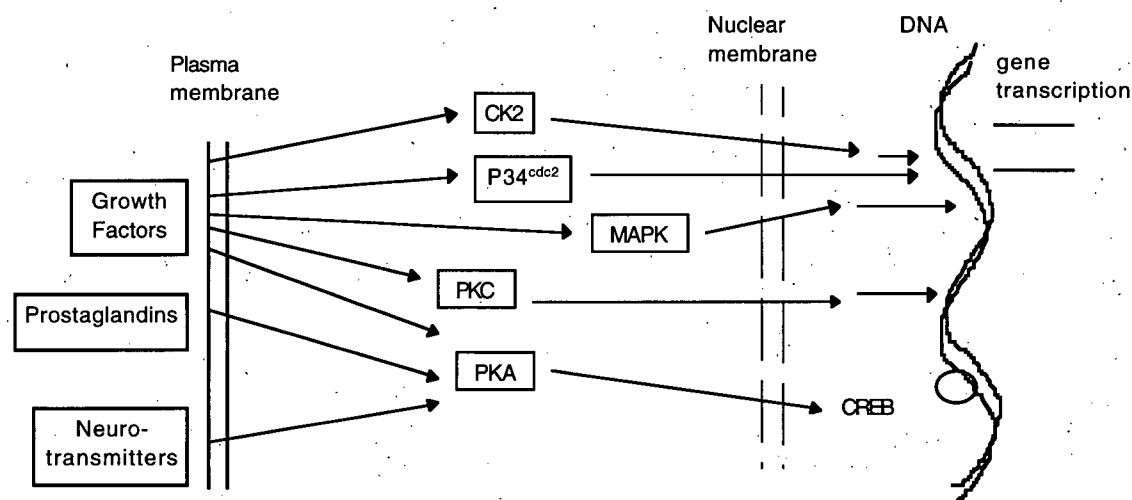 Plasma
membrane
Nuclear
membrane
DNA
gene
transcription
Growth
Factors
Prostaglandins
Neuro-
transmitters
CK2
P34cdc2
MAPK
PKC
PKA
CREB